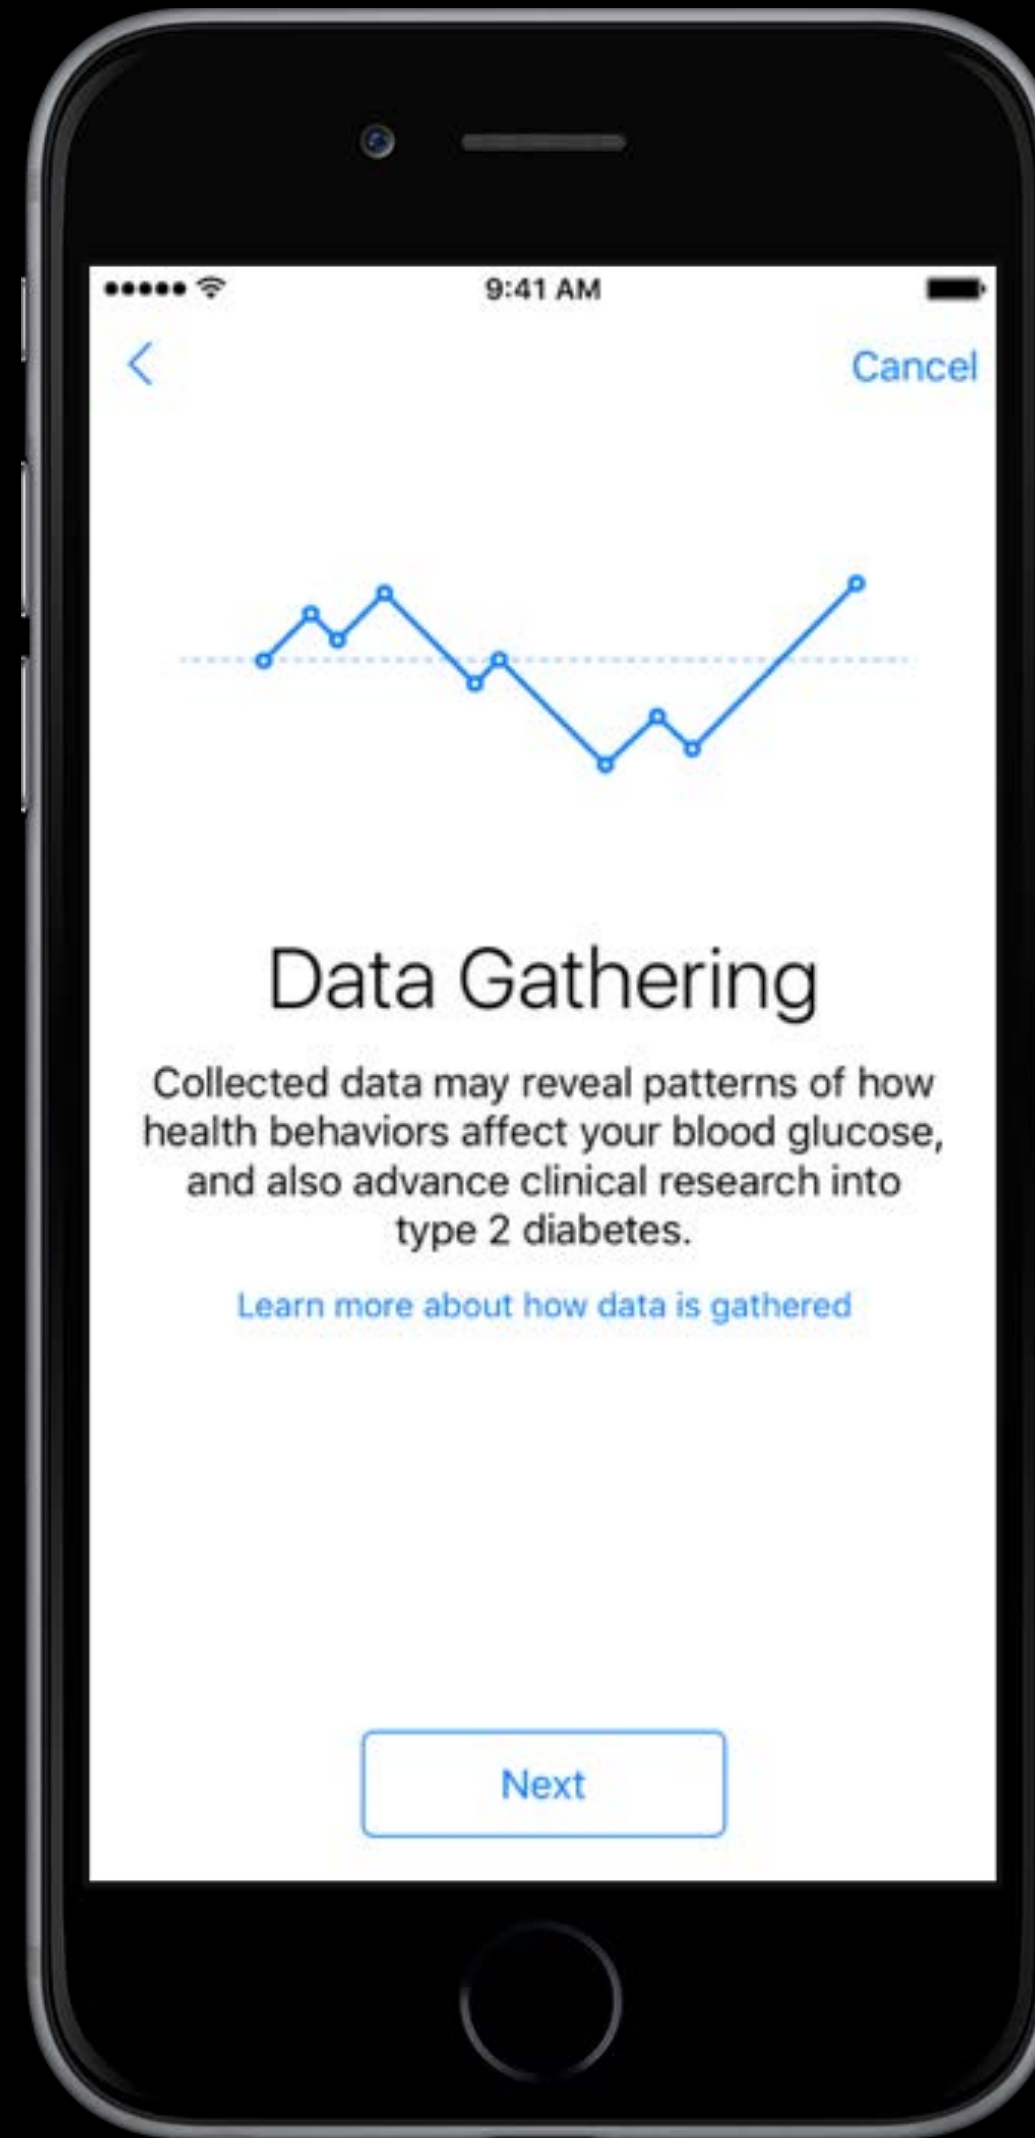 9:41 AM
Cancel
Data Gathering
Collected data may reveal patterns of how
health behaviors affect your blood glucose,
and also advance clinical research into
type 2 diabetes.
Learn more about how data is gathered
Next